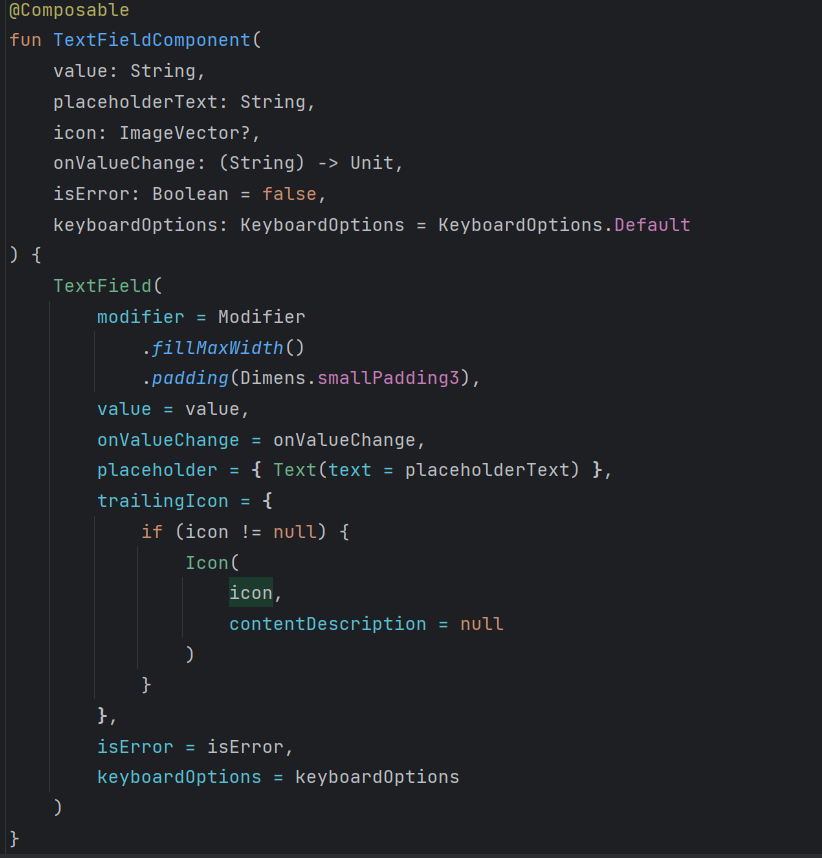 @Composable
fun TextFieldComponent(
    value: String,
    placeholderText: String,
    icon: ImageVector?,
    onValueChange: (String) -> Unit,
    isError: Boolean = false,
    keyboardOptions: KeyboardOptions = KeyboardOptions.Default
) {
    TextField(
        modifier = Modifier
            .fillMaxWidth()
            .padding(Dimens.smallPadding3),
        value = value,
        onValueChange = onValueChange,
        placeholder = { Text(text = placeholderText) },
        trailingIcon = {
            if (icon != null) {
                Icon(
                    icon,
                    contentDescription = null
                )
            }
        },
        isError = isError,
        keyboardOptions = keyboardOptions
    )
}